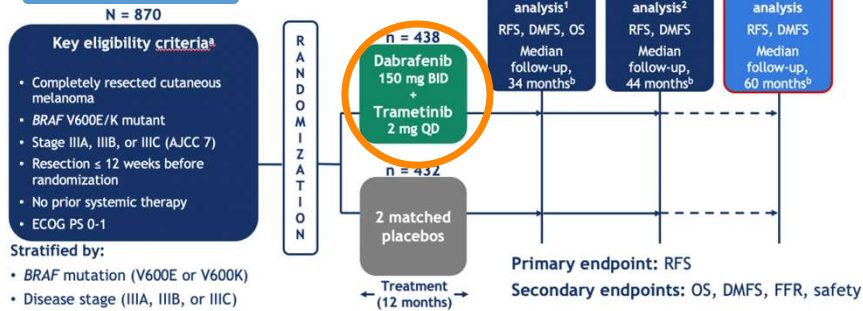 N = 870
Key eligibility criteriaᵃ
• Completely resected cutaneous
melanoma
• BRAF V600E/K mutant
• Stage IIIA, IIIB, or IIIC (AJCC 7)
• Resection ≤ 12 weeks before
randomization
• No prior systemic therapy
• ECOG PS 0-1
Stratified by:
• BRAF mutation (V600E or V600K)
• Disease stage (IIIA, IIIB, or IIIC)
RANDOMIZATION
n = 438
Dabrafenib
150 mg BID
+
Trametinib
2 mg QD
n = 432
2 matched
placebos
Treatment
(12 months)
analysis¹
RFS, DMFS, OS
Median
follow-up,
34 monthsᵇ
analysis²
RFS, DMFS
Median
follow-up,
44 monthsᵇ
analysis
RFS, DMFS
Median
follow-up,
60 monthsᵇ
Primary endpoint: RFS
Secondary endpoints: OS, DMFS, FFR, safety